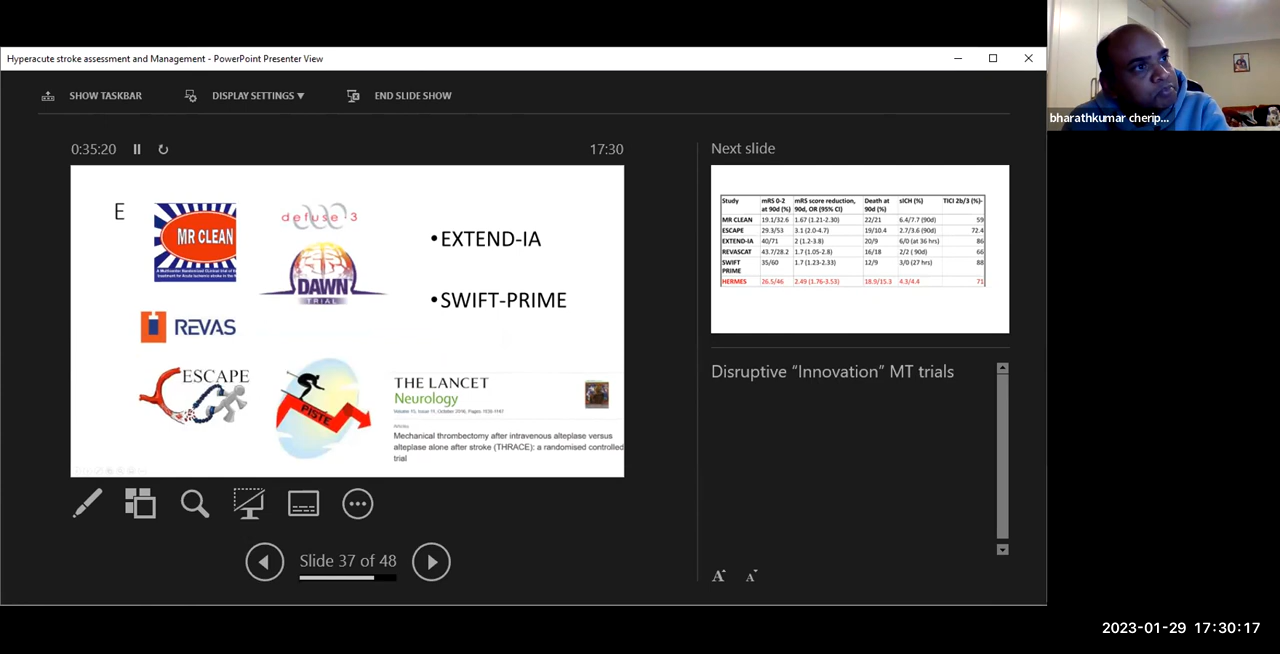 Hyperacute stroke assessment and Management - PowerPoint Presenter View
SHOW TASKBAR
DISPLAY SETTINGS ▾
END SLIDE SHOW
0:35:20
17:30
E
MR CLEAN
defuse 3
DAWN
TRIAL
REVAS
ESCAPE
PISTE
•EXTEND-IA
•SWIFT-PRIME
THE LANCET
Neurology
Articles
Mechanical thrombectomy after intravenous alteplase versus
alteplase alone after stroke (THRACE): a randomised controlled
trial
Slide 37 of 48
Next slide
Study mRS 0-2 at 90d (%) mRS score reduction, 90d, OR (95% CI) Death at 90d (%) sICH (%) TICI 2b/3 (%)-
MR CLEAN 19.1/32.6 1.67 (1.21-2.30) 22/21 6.4/7.7 (90d) 59
ESCAPE 29.3/53 3.1 (2.0-4.7) 19/10.4 2.7/3.6 (90d) 72.4
EXTEND-IA 40/71 2 (1.2-3.8) 20/9 6/0 (at 36 hrs) 86
REVASCAT 43.7/28.2 1.7 (1.05-2.8) 16/18 2/2 ( 90d) 66
SWIFT PRIME 35/60 1.7 (1.23-2.33) 12/9 3/0 (27 hrs) 88
HERMES 26.5/46 2.49 (1.76-3.53) 18.9/15.3 4.3/4.4 71
Disruptive “Innovation” MT trials
A A
bharathkumar cherip...
2023-01-29 17:30:17